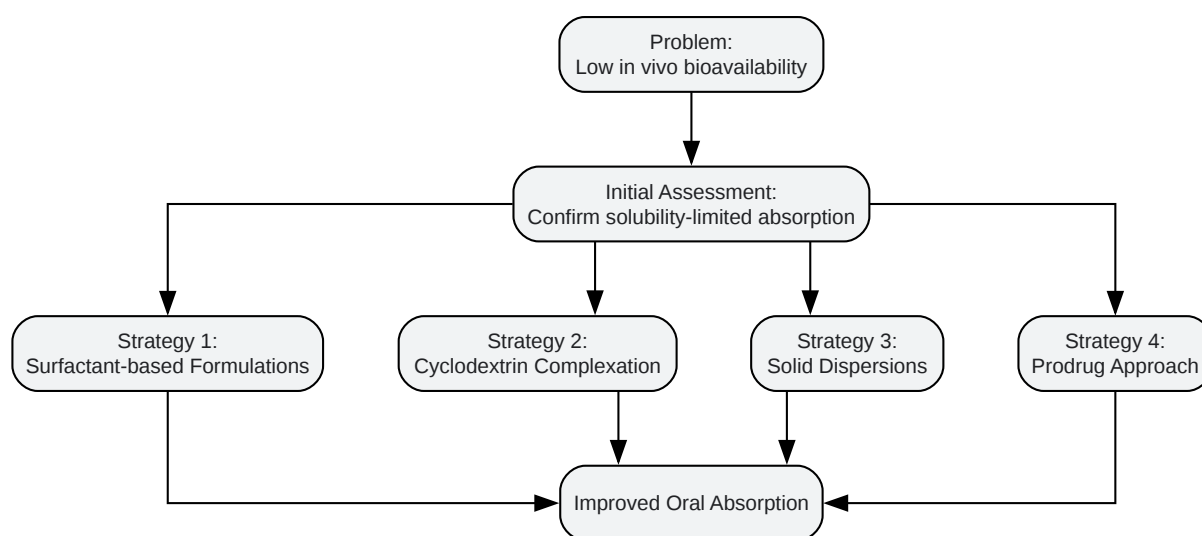 Problem:
Low in vivo bioavailability
Initial Assessment:
Confirm solubility-limited absorption
Strategy 1:
Surfactant-based Formulations
Strategy 2:
Cyclodextrin Complexation
Strategy 3:
Solid Dispersions
Strategy 4:
Prodrug Approach
Improved Oral Absorption